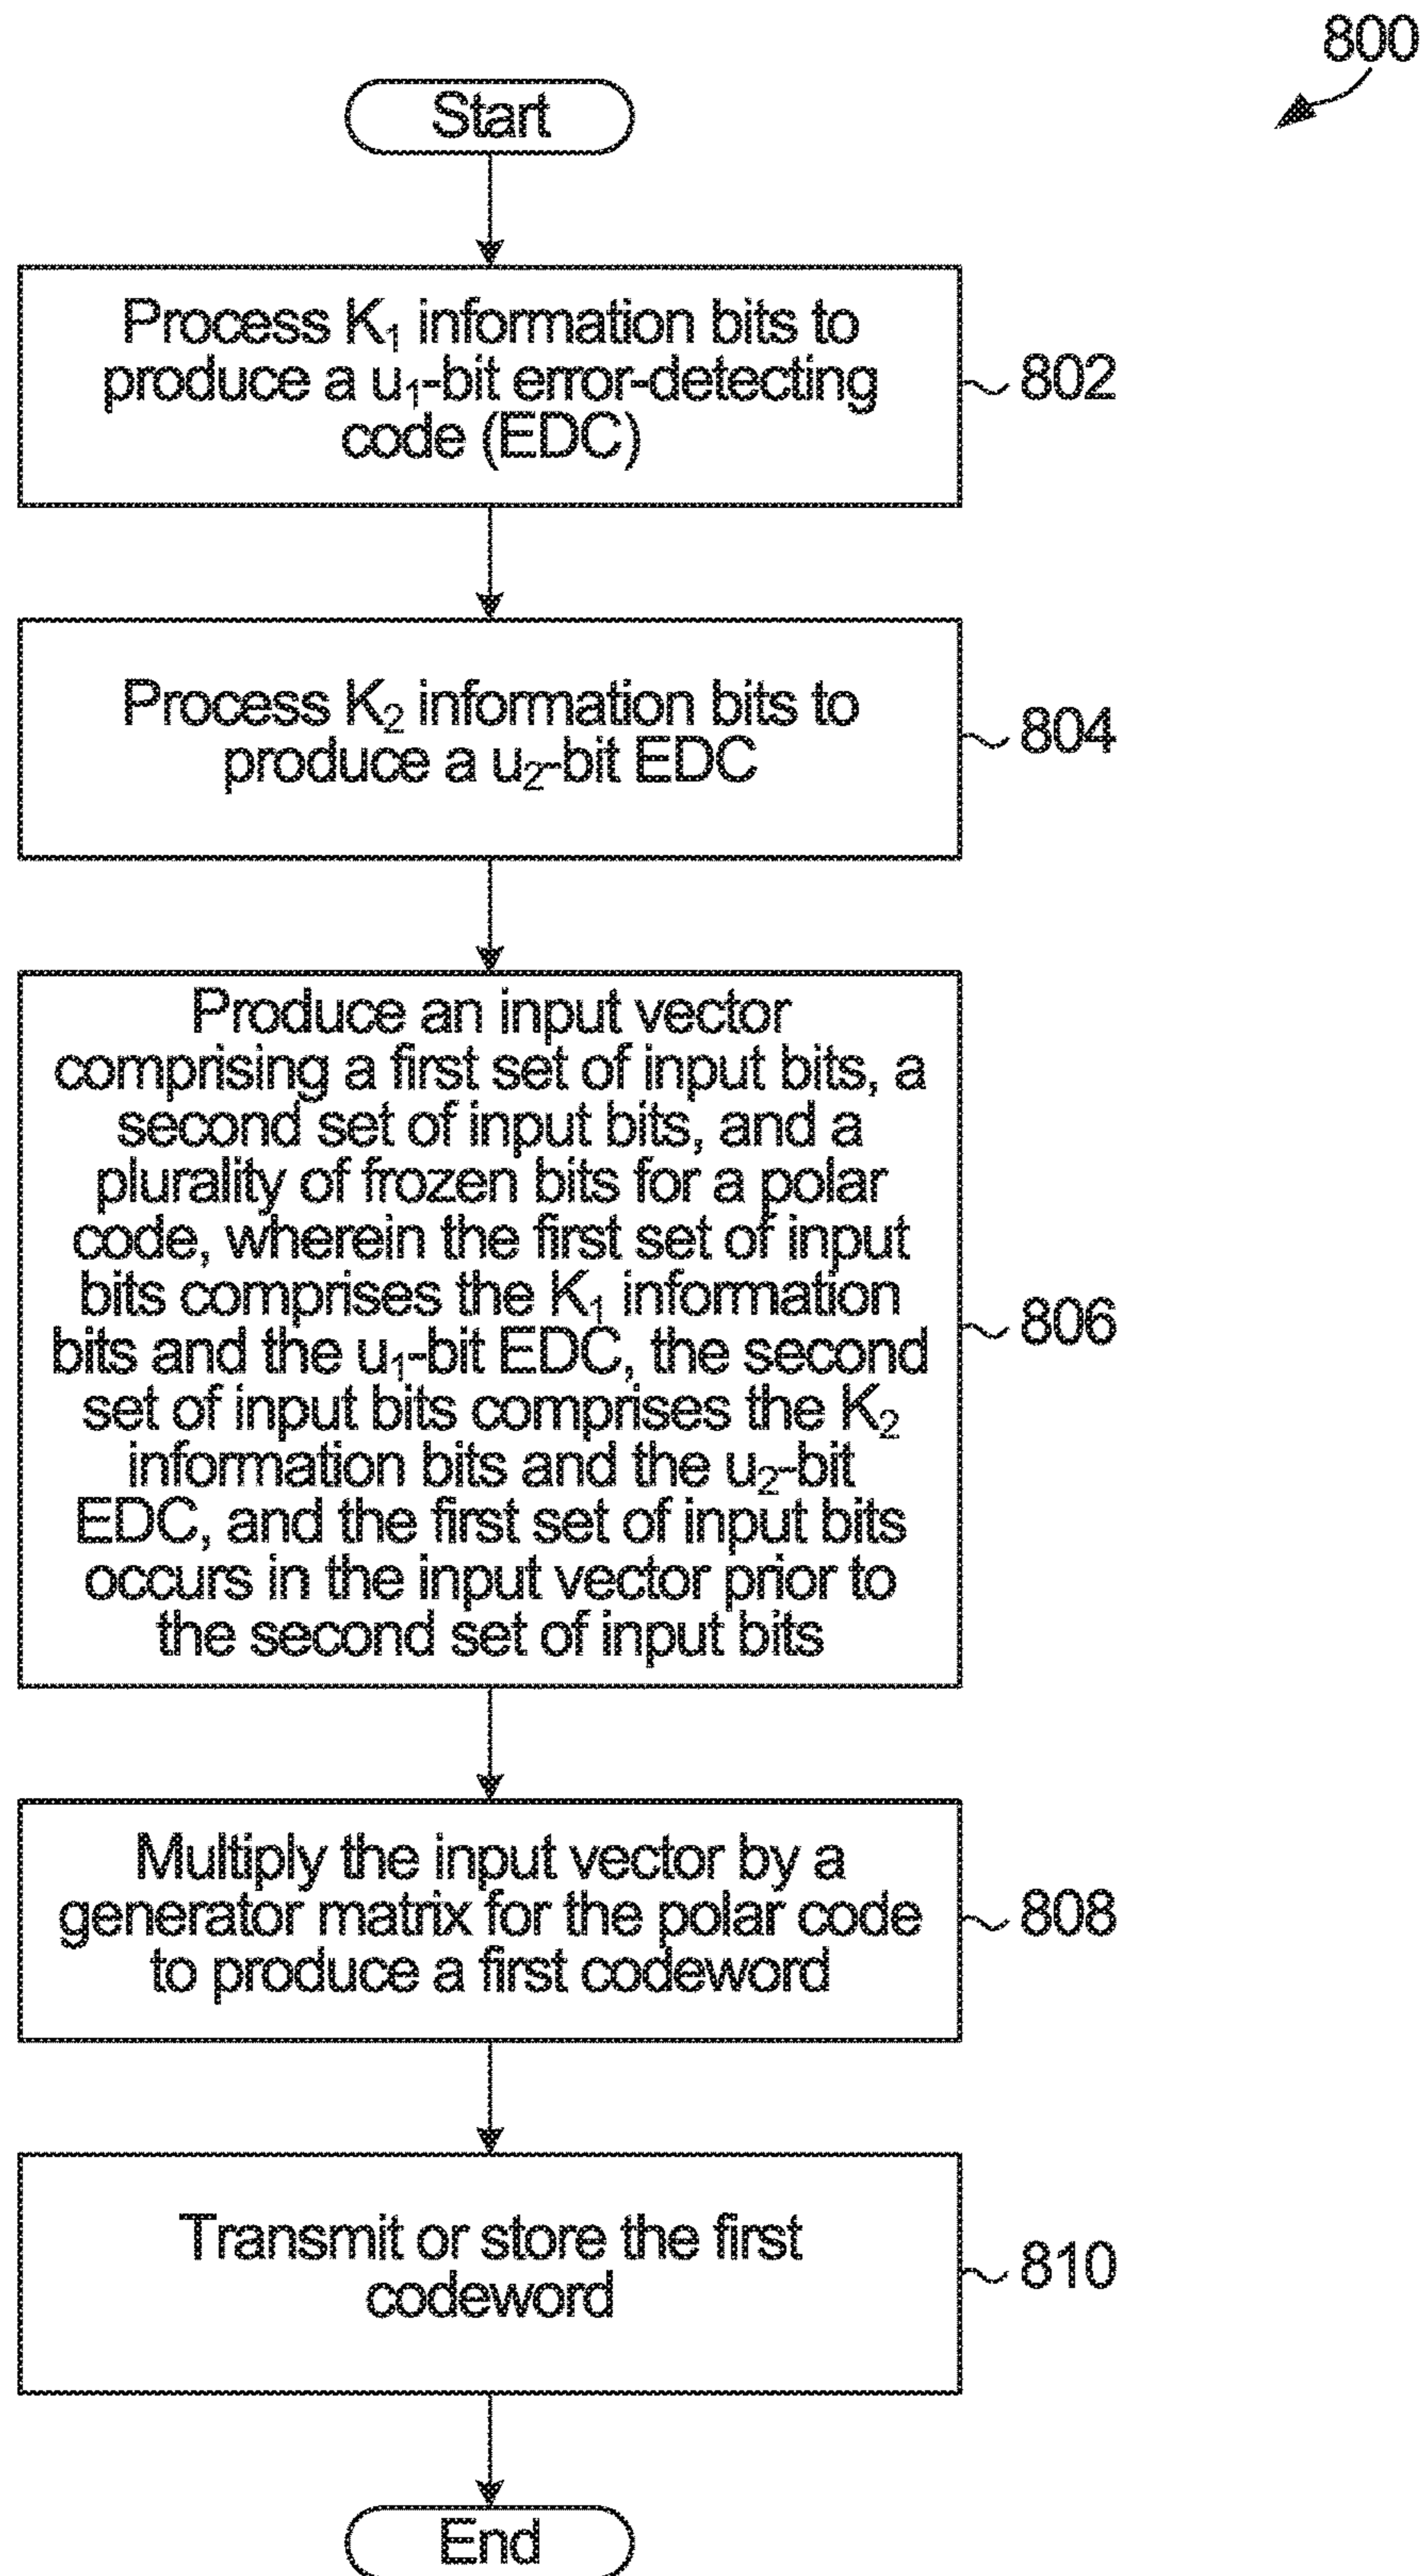 800
Start
Process K₁ information bits to
produce a u₁-bit error-detecting
code (EDC)
802
Process K₂ information bits to
produce a u₂-bit EDC
804
Produce an input vector
comprising a first set of input bits, a
second set of input bits, and a
plurality of frozen bits for a polar
code, wherein the first set of input
bits comprises the K₁ information
bits and the u₁-bit EDC, the second
set of input bits comprises the K₂
information bits and the u₂-bit
EDC, and the first set of input bits
occurs in the input vector prior to
the second set of input bits
806
Multiply the input vector by a
generator matrix for the polar code
to produce a first codeword
808
Transmit or store the first
codeword
810
End